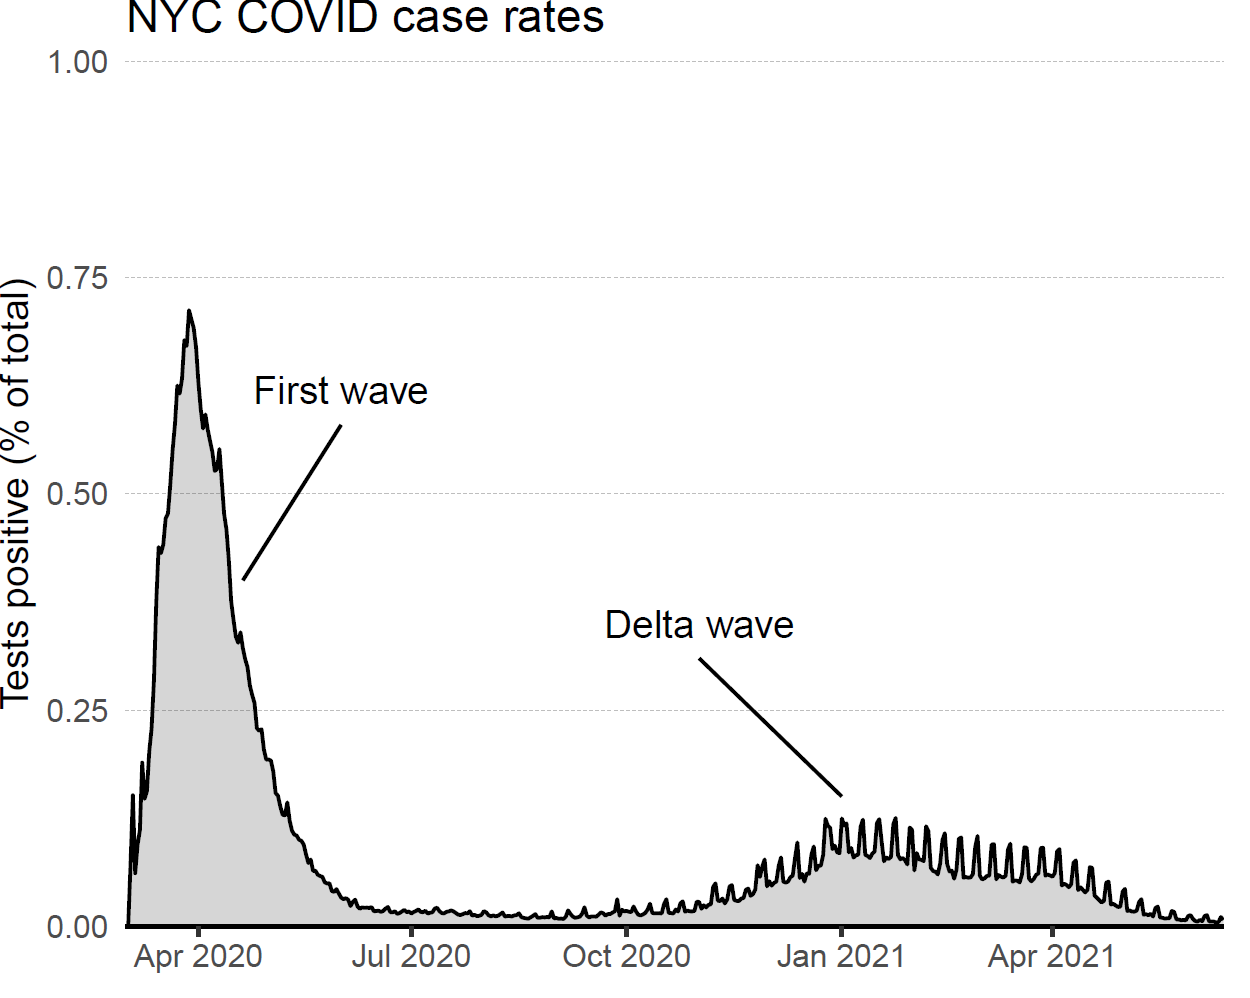 NYC COVID case rates
1.00
0.75
0.50
0.25
0.00
Tests positive (% of total)
First wave
Delta wave
Apr 2020
Jul 2020
Oct 2020
Jan 2021
Apr 2021